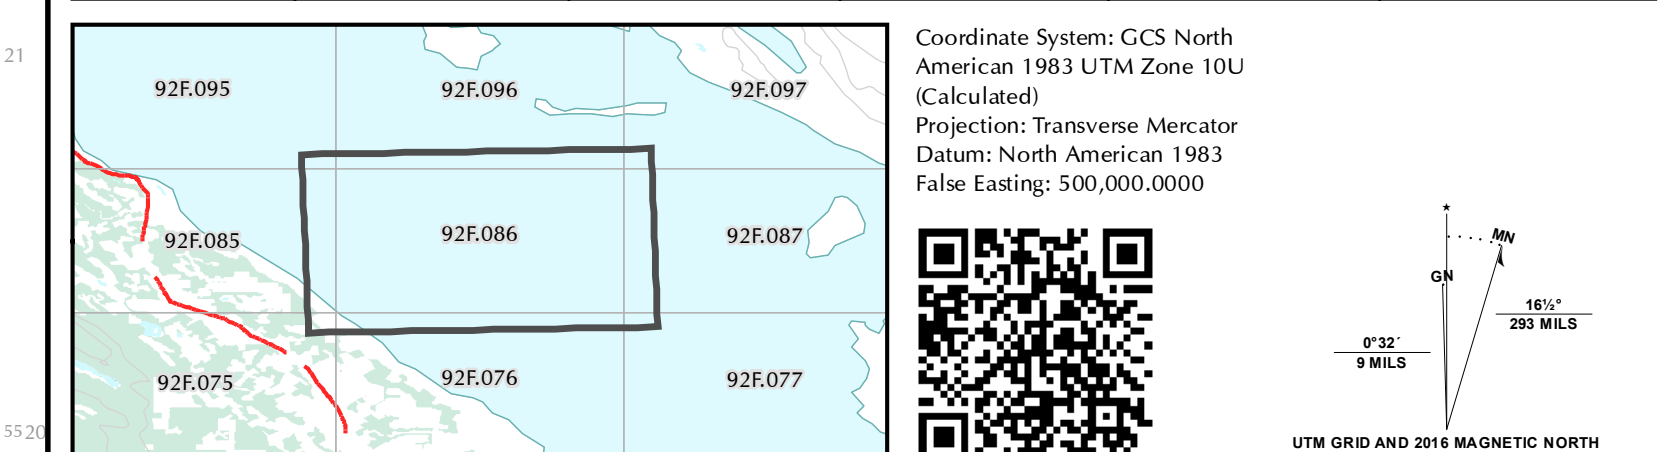 21
92F.095
92F.096
92F.097
92F.085
92F.086
92F.087
92F.075
92F.076
92F.077
5520
Coordinate System: GCS North
American 1983 UTM Zone 10U
(Calculated)
Projection: Transverse Mercator
Datum: North American 1983
False Easting: 500,000.0000
MN
GN
16½°
293 MILS
0°32´
9 MILS
UTM GRID AND 2016 MAGNETIC NORTH